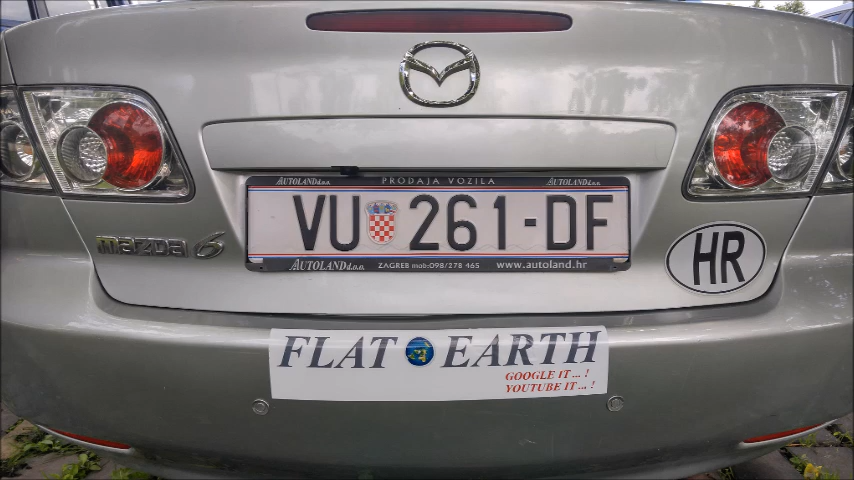 AUTOLAND d.o.o. PRODAJA VOZILA AUTOLAND d.o.o.
VU 261-DF
AUTOLAND d.o.o. ZAGREB mob:098/278 465 www.autoland.hr
mazda 6
HR
FLAT EARTH
GOOGLE IT ... !
YOUTUBE IT ... !